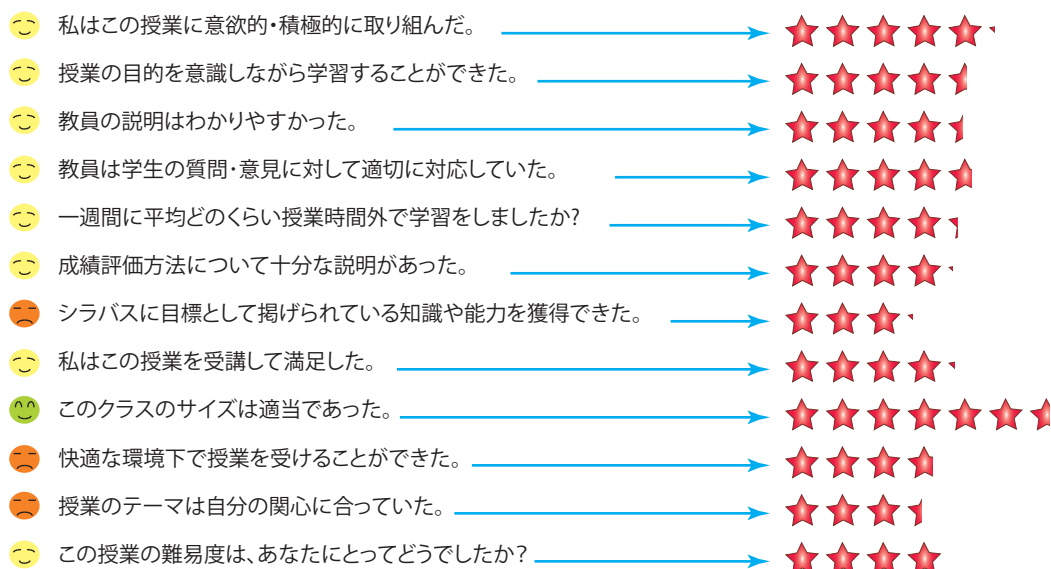 私はこの授業に意欲的・積極的に取り組んだ。
授業の目的を意識しながら学習することができた。
教員の説明はわかりやすかった。
教員は学生の質問・意見に対して適切に対応していた。
一週間に平均どのくらい授業時間外で学習をしましたか?
成績評価方法について十分な説明があった。
シラバスに目標として掲げられている知識や能力を獲得できた。
私はこの授業を受講して満足した。
このクラスのサイズは適当であった。
快適な環境下で授業を受けることができた。
授業のテーマは自分の関心に合っていた。
この授業の難易度は、あなたにとってどうでしたか？